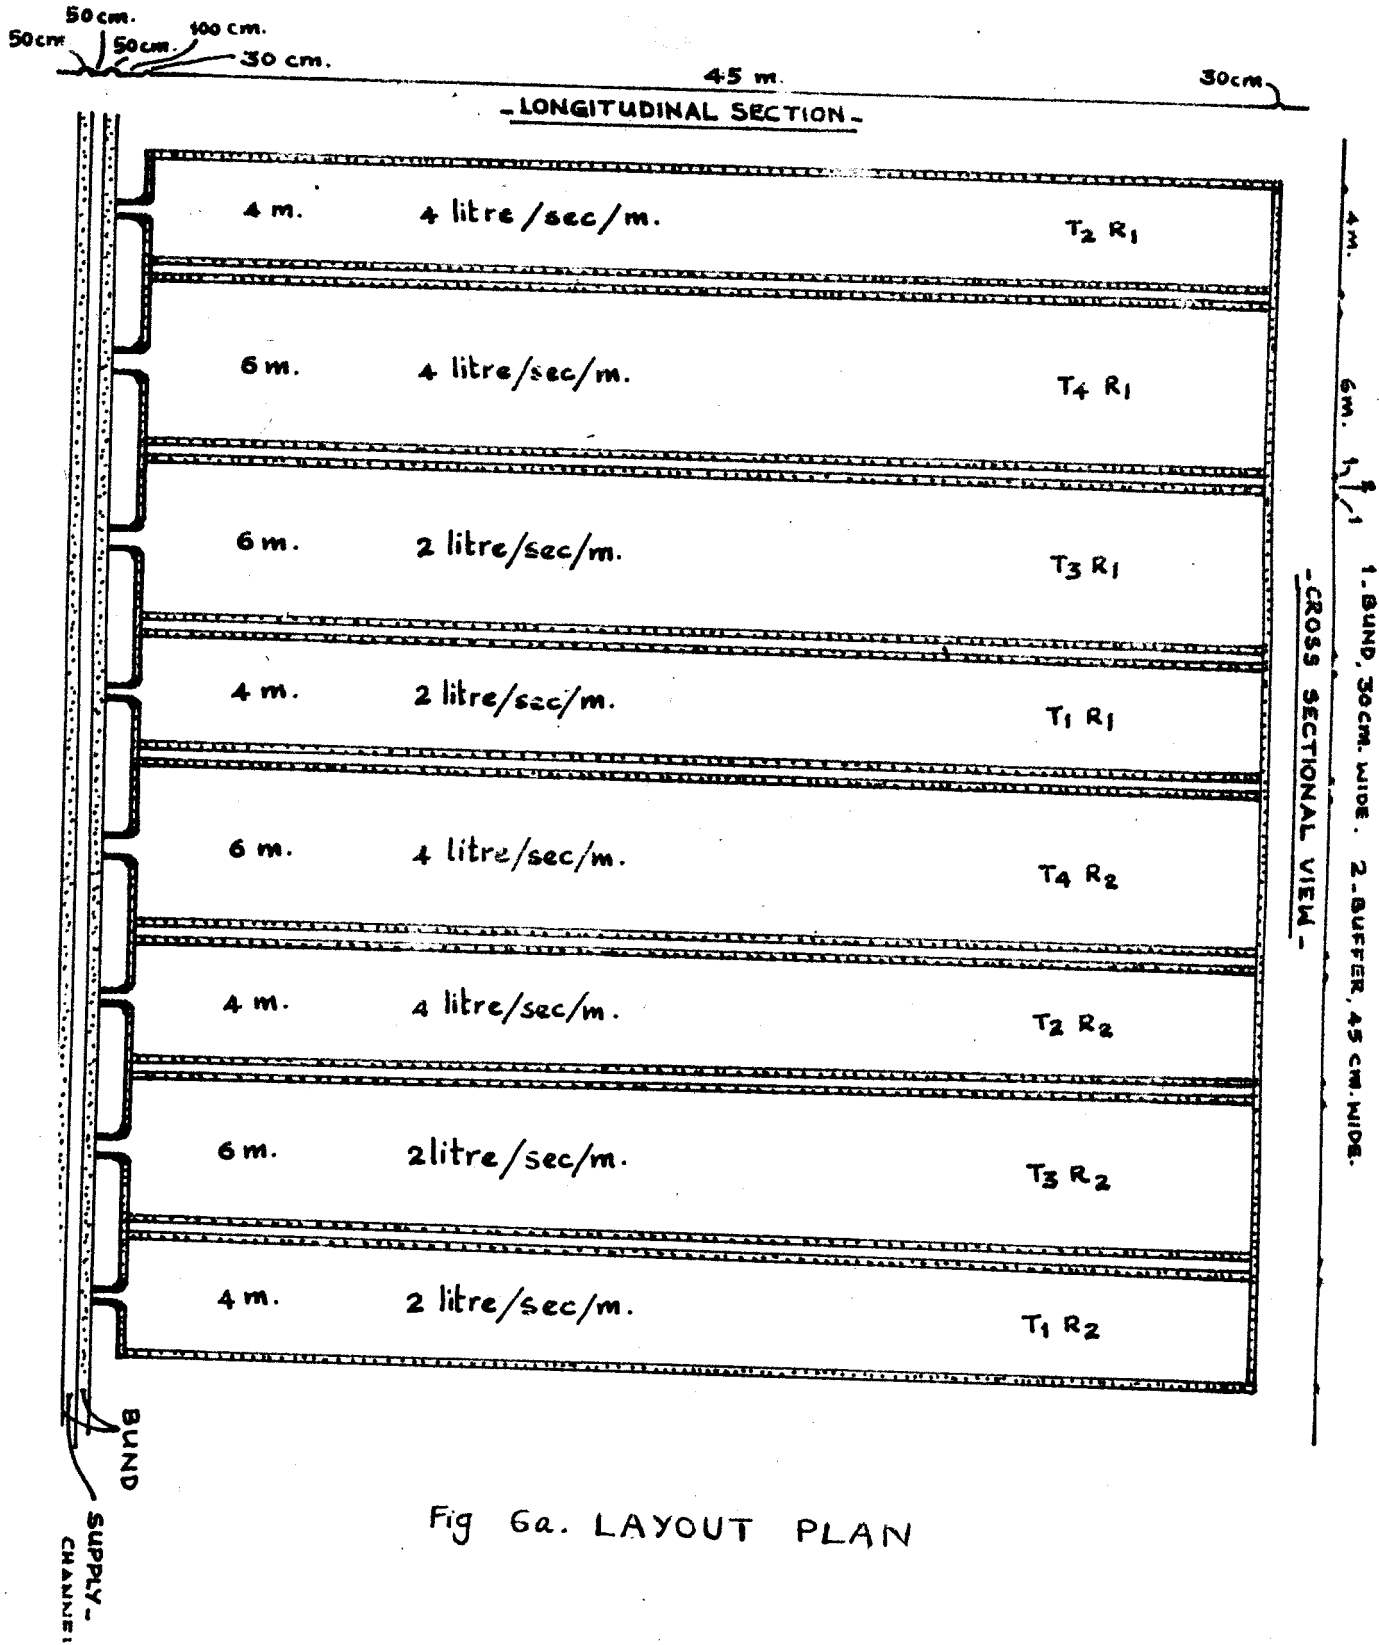 50 cm.
50 cm
50 cm.
100 cm.
30 cm.
45 m.
30 cm
- LONGITUDINAL SECTION -
4 m. 4 litre/sec/m. T2 R1
6 m. 4 litre/sec/m. T4 R1
6 m. 2 litre/sec/m. T3 R1
4 m. 2 litre/sec/m. T1 R1
6 m. 4 litre/sec/m. T4 R2
4 m. 4 litre/sec/m. T2 R2
6 m. 2 litre/sec/m. T3 R2
4 m. 2 litre/sec/m. T1 R2
4 m.
6 m.
1
2
1
- CROSS SECTIONAL VIEW -
1 - BUND, 30 CM. WIDE. 2 - BUFFER, 45 CM. WIDE.
BUND
SUPPLY -
CHANNEL
Fig 6a. LAYOUT PLAN